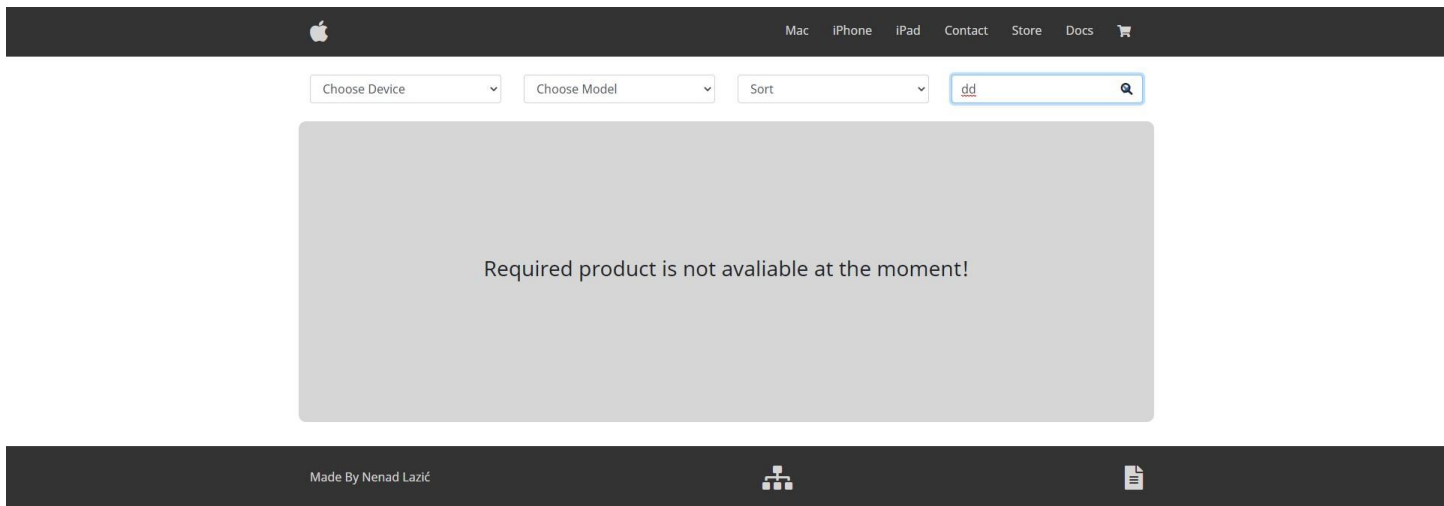 Mac iPhone iPad Contact Store Docs
Choose Device Choose Model Sort dd
Required product is not avaliable at the moment!
Made By Nenad Lazić